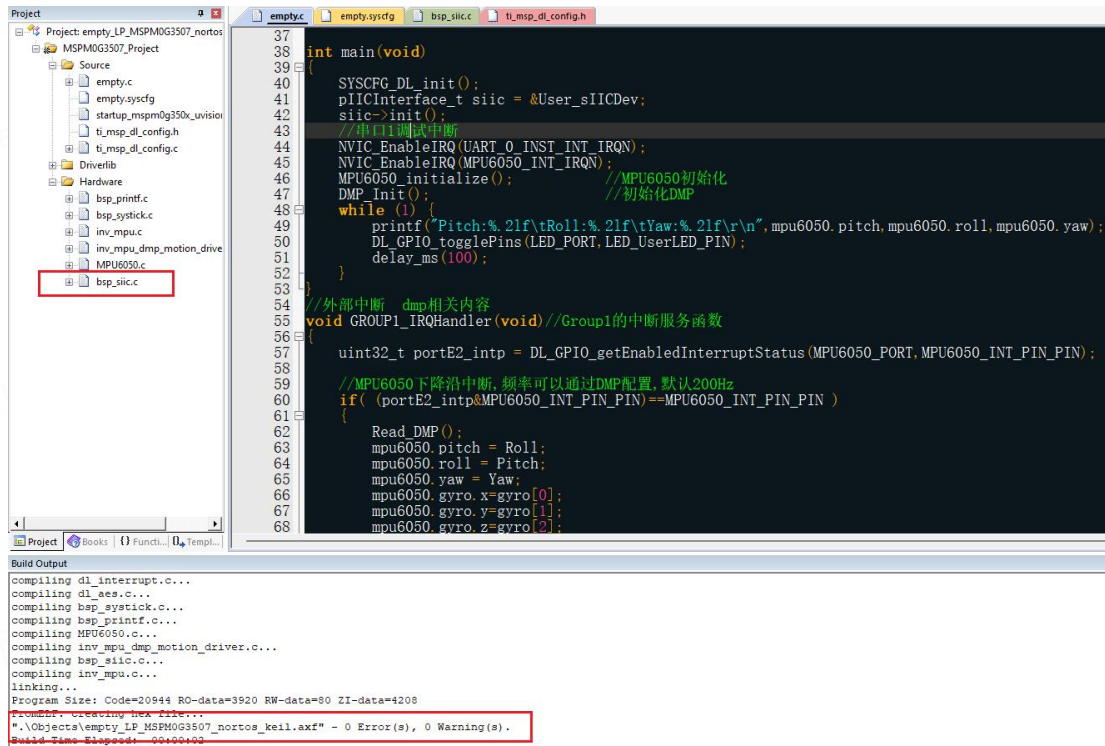 Project
Project: empty_LP_MSPM0G3507_nortos
MSPM0G3507_Project
Source
empty.c
empty.syscfg
startup_mspm0g350x_uvision
ti_msp_dl_config.h
ti_msp_dl_config.c
Driverlib
Hardware
bsp_printf.c
bsp_systick.c
inv_mpu.c
inv_mpu_dmp_motion_drive
MPU6050.c
bsp_siic.c
Project Books {} Functi... Templ...
empty.c empty.syscfg bsp_siic.c ti_msp_dl_config.h
37
38 int main(void)
39 {
40 SYSCFG_DL_init();
41 pIICInterface_t siic = &User_sIICDev;
42 siic->init();
43 //串口1调试中断
44 NVIC_EnableIRQ(UART_0_INST_INT_IRQN);
45 NVIC_EnableIRQ(MPU6050_INT_IRQN);
46 MPU6050_initialize(); //MPU6050初始化
47 DMP_Init(); //初始化DMP
48 while (1) {
49 printf("Pitch:%.2lf\tRoll:%.2lf\tYaw:%.2lf\r\n",mpu6050.pitch,mpu6050.roll,mpu6050.yaw);
50 DL_GPIO_togglePins(LED_PORT,LED_UserLED_PIN);
51 delay_ms(100);
52 }
53 }
54 //外部中断 dmp相关内容
55 void GROUP1_IRQHandler(void)//Group1的中断服务函数
56 {
57 uint32_t portE2_intp = DL_GPIO_getEnabledInterruptStatus(MPU6050_PORT,MPU6050_INT_PIN_PIN);
58
59 //MPU6050下降沿中断,频率可以通过DMP配置,默认200Hz
60 if( (portE2_intp&MPU6050_INT_PIN_PIN)==MPU6050_INT_PIN_PIN )
61 {
62 Read_DMP();
63 mpu6050.pitch = Roll;
64 mpu6050.roll = Pitch;
65 mpu6050.yaw = Yaw;
66 mpu6050.gyro.x=gyro[0];
67 mpu6050.gyro.y=gyro[1];
68 mpu6050.gyro.z=gyro[2];
Build Output
compiling dl_interrupt.c...
compiling dl_aes.c...
compiling bsp_systick.c...
compiling bsp_printf.c...
compiling MPU6050.c...
compiling inv_mpu_dmp_motion_driver.c...
compiling bsp_siic.c...
compiling inv_mpu.c...
linking...
Program Size: Code=20944 RO-data=3920 RW-data=80 ZI-data=4208
FromELF: creating hex file...
".\Objects\empty_LP_MSPM0G3507_nortos_keil.axf" - 0 Error(s), 0 Warning(s).
Build Time Elapsed: 00:00:02